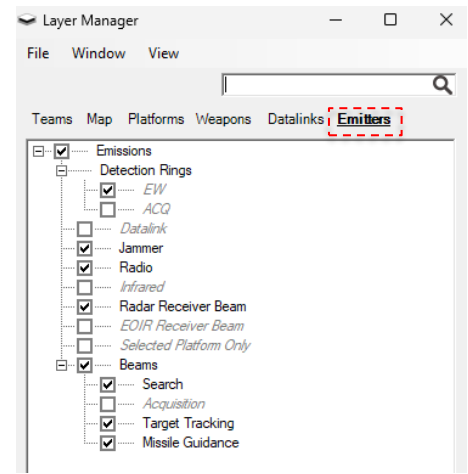 Layer Manager
File Window View
Teams Map Platforms Weapons Datalinks Emitters
Emissions
Detection Rings
EW
ACQ
Datalink
Jammer
Radio
Infrared
Radar Receiver Beam
EOIR Receiver Beam
Selected Platform Only
Beams
Search
Acquisition
Target Tracking
Missile Guidance